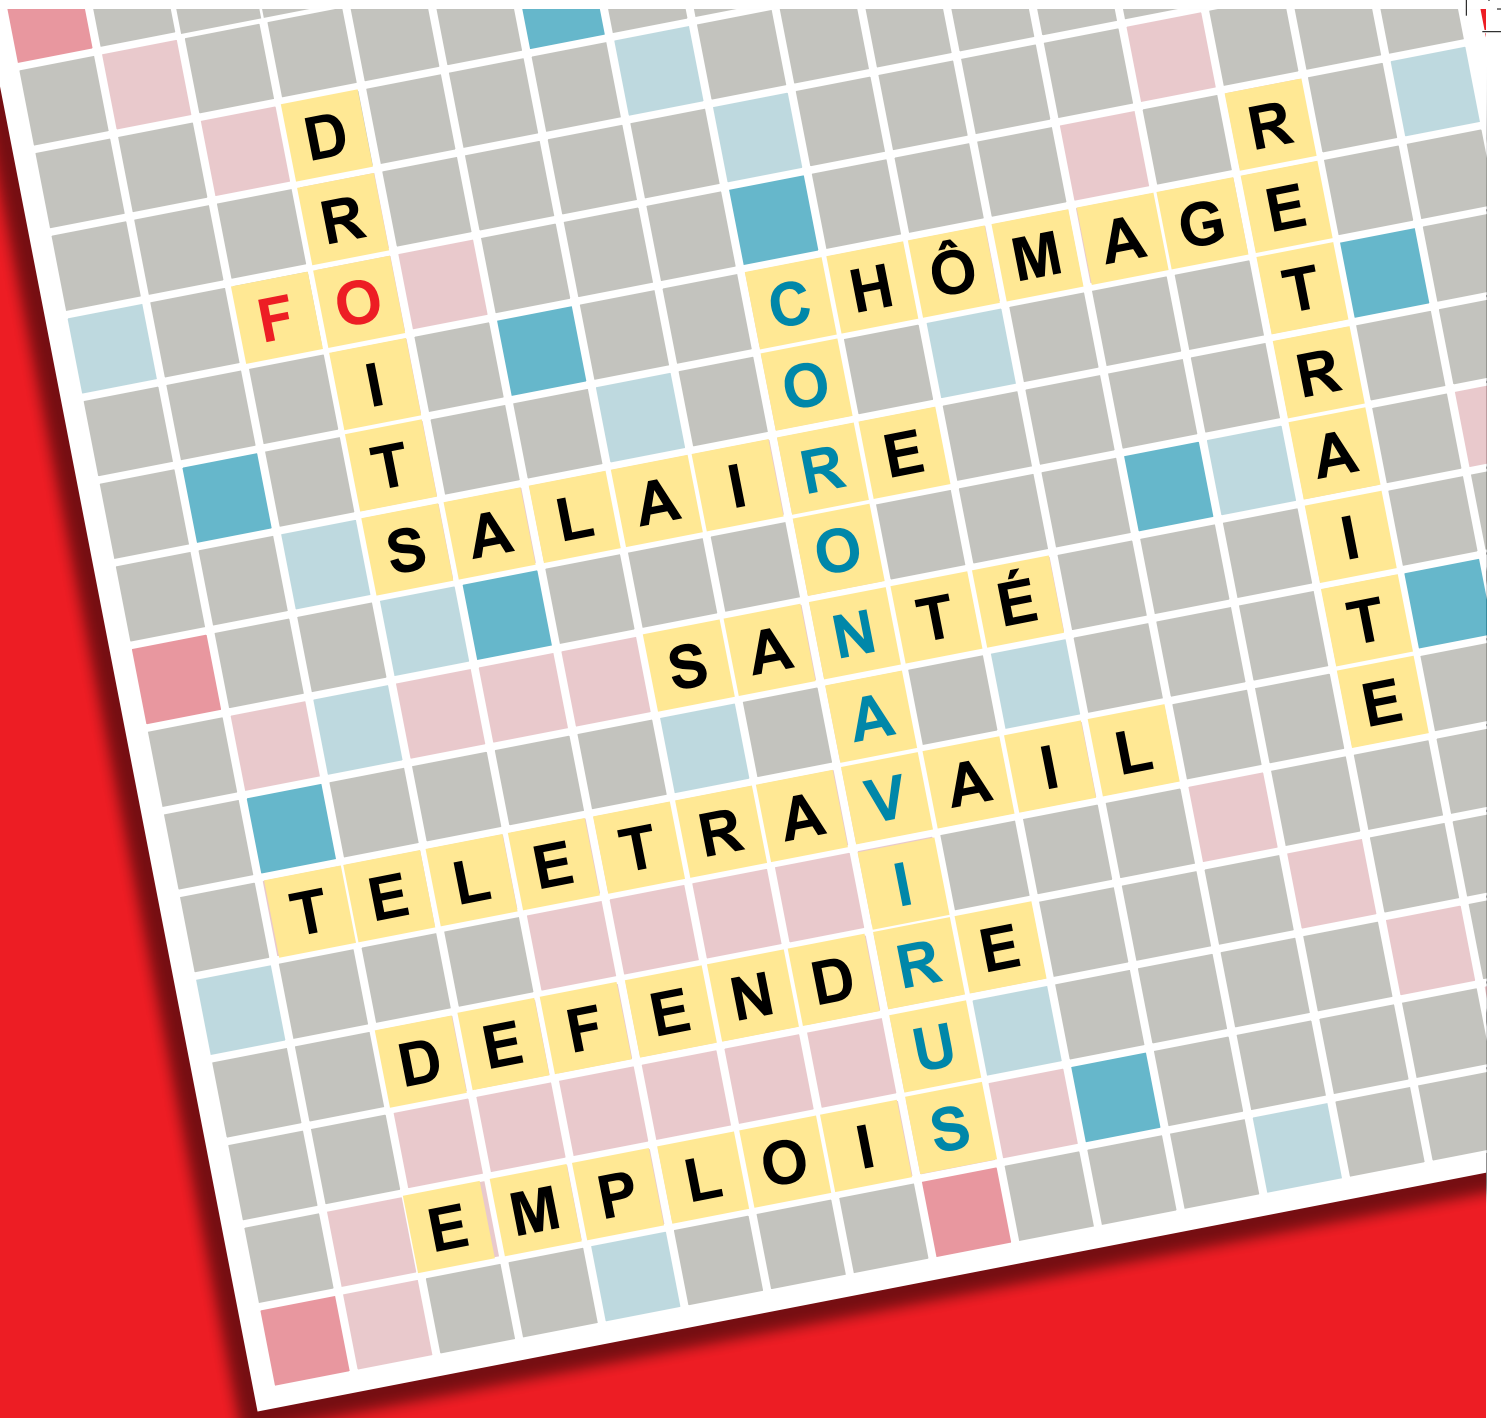 DROITS
FO
CHÔMAGE
RETRAITE
CORONAVIRUS
SALAIRE
SANTÉ
TELETRAVAIL
DEFENDRE
EMPLOIS